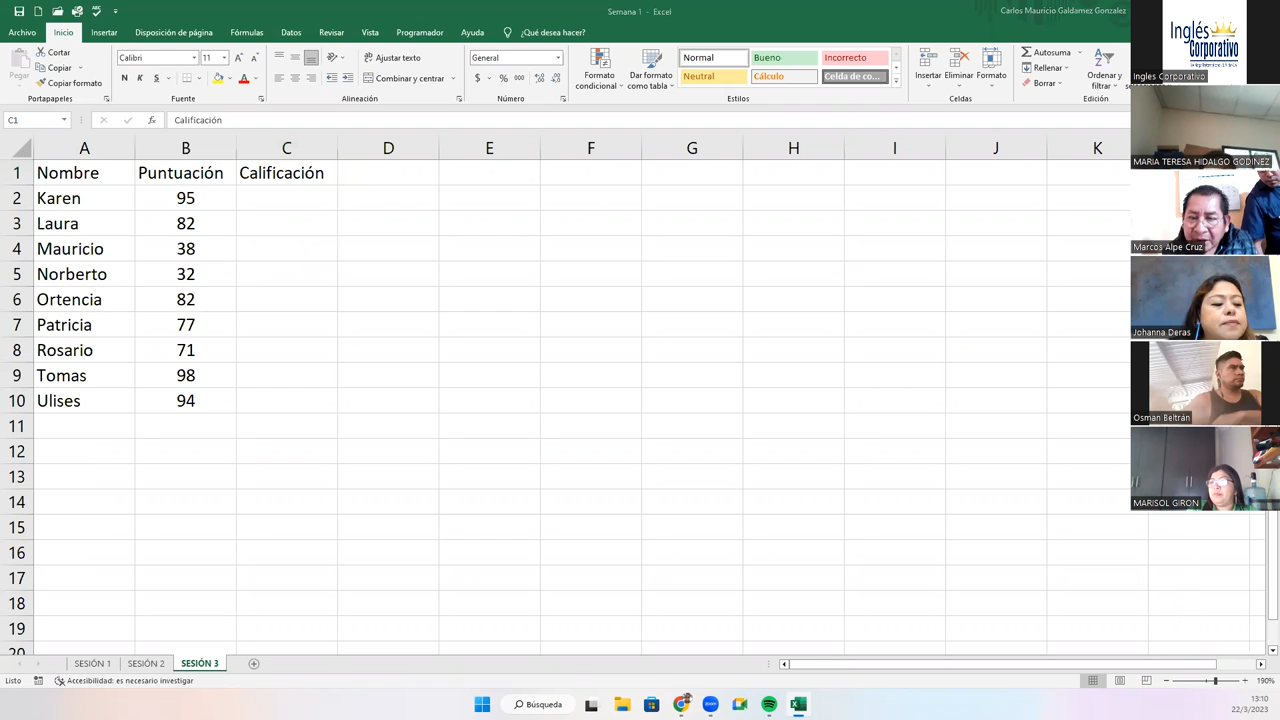 Semana 1 - Excel
Carlos Mauricio Galdamez Gonzalez
Archivo Inicio Insertar Disposición de página Fórmulas Datos Revisar Vista Programador Ayuda ¿Qué desea hacer?
Pegar
Cortar
Copiar
Copiar formato
Portapapeles
Calibri 11
N K S
Fuente
Ajustar texto
Combinar y centrar
Alineación
General
Número
Formato condicional
Dar formato como tabla
Normal Bueno Incorrecto
Neutral Cálculo Celda de co...
Estilos
Insertar Eliminar Formato
Celdas
Autosuma
Rellenar
Borrar
Ordenar y filtrar
Edición
C1 fx Calificación
A B C D E F G H I J K
1 Nombre Puntuación Calificación
2 Karen 95
3 Laura 82
4 Mauricio 38
5 Norberto 32
6 Ortencia 82
7 Patricia 77
8 Rosario 71
9 Tomas 98
10 Ulises 94
11
12
13
14
15
16
17
18
19
20
SESIÓN 1 SESIÓN 2 SESIÓN 3
Listo Accesibilidad: es necesario investigar 190%
Búsqueda
13:10
22/3/2023
Inglés
Corporativo
Ingles Corporativo
MARIA TERESA HIDALGO GODINEZ
Marcos Alpe Cruz
Johanna Deras
Osman Beltrán
MARISOL GIRON